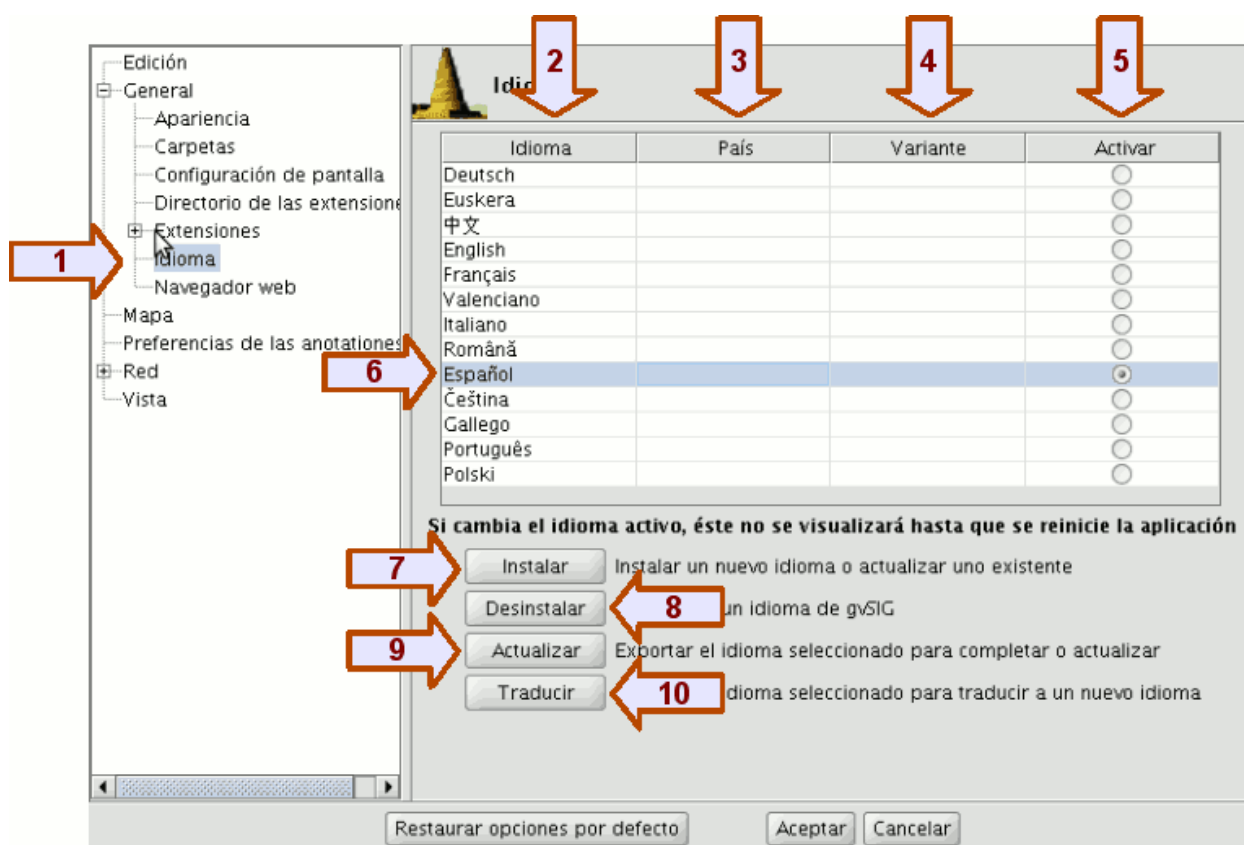 2
3
4
5
Edición
General
Apariencia
Carpetas
Configuración de pantalla
Directorio de las extensione
Extensiones
1
Idioma
Navegador web
Mapa
Preferencias de las anotationes
Red
Vista
Idioma País Variante Activar
Deutsch
Euskera
中文
English
Français
Valenciano
Italiano
Română
6
Español
Čeština
Gallego
Português
Polski
Si cambia el idioma activo, éste no se visualizará hasta que se reinicie la aplicación
7 Instalar Instalar un nuevo idioma o actualizar uno existente
Desinstalar 8 un idioma de gvSIG
9 Actualizar Exportar el idioma seleccionado para completar o actualizar
Traducir 10 idioma seleccionado para traducir a un nuevo idioma
Restaurar opciones por defecto Aceptar Cancelar